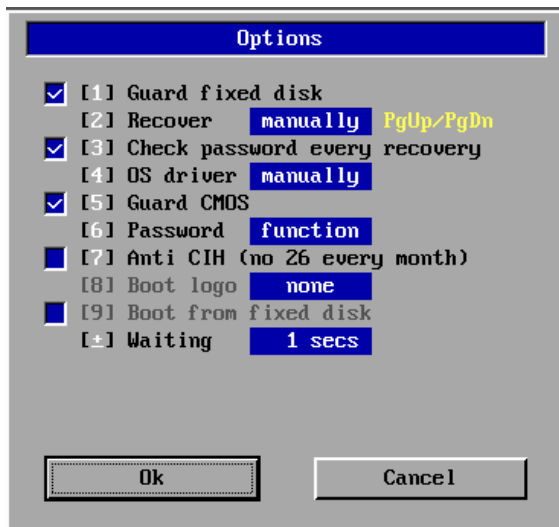 Options
[1] Guard fixed disk
[2] Recover manually PgUp/PgDn
[3] Check password every recovery
[4] OS driver manually
[5] Guard CMOS
[6] Password function
[7] Anti CIH (no 26 every month)
[8] Boot logo none
[9] Boot from fixed disk
[±] Waiting 1 secs
Ok Cancel